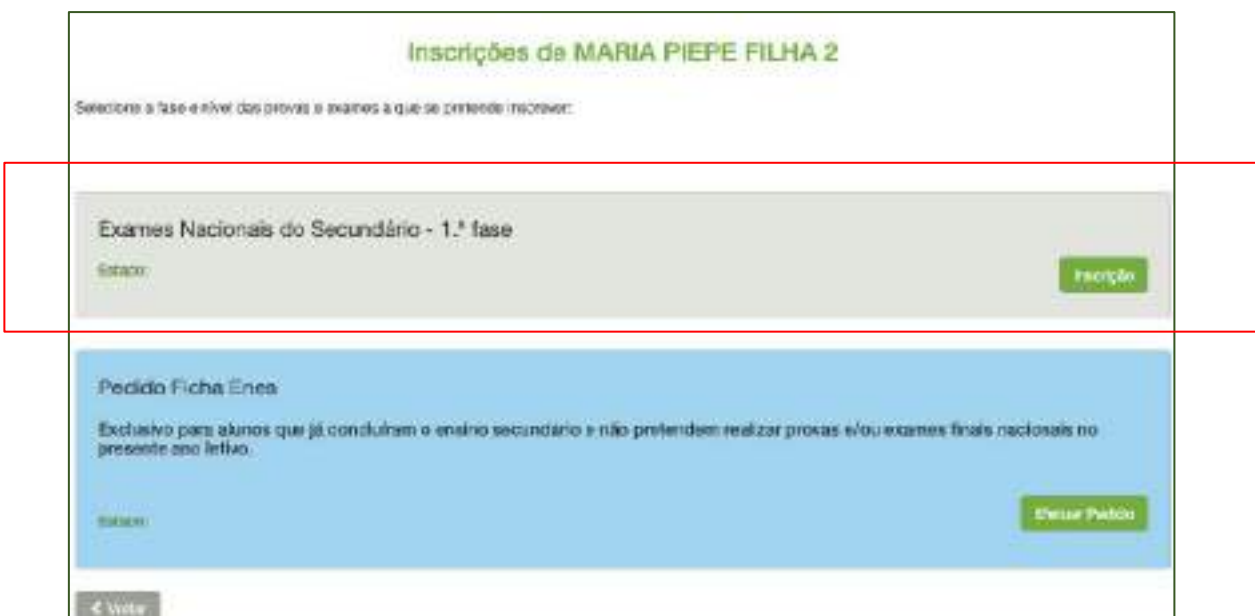 Inscrições de MARIA PIEPE FILHA 2
Selecione a fase e nível das provas e exames a que se pretende inscrever:
Exames Nacionais do Secundário - 1.ª fase
Estado:
Inscrição
Pedido Ficha Enes
Exclusivo para alunos que já concluíram o ensino secundário e não pretendem realizar provas e/ou exames finais nacionais no
presente ano letivo.
Estado:
Efetuar Pedido
Voltar